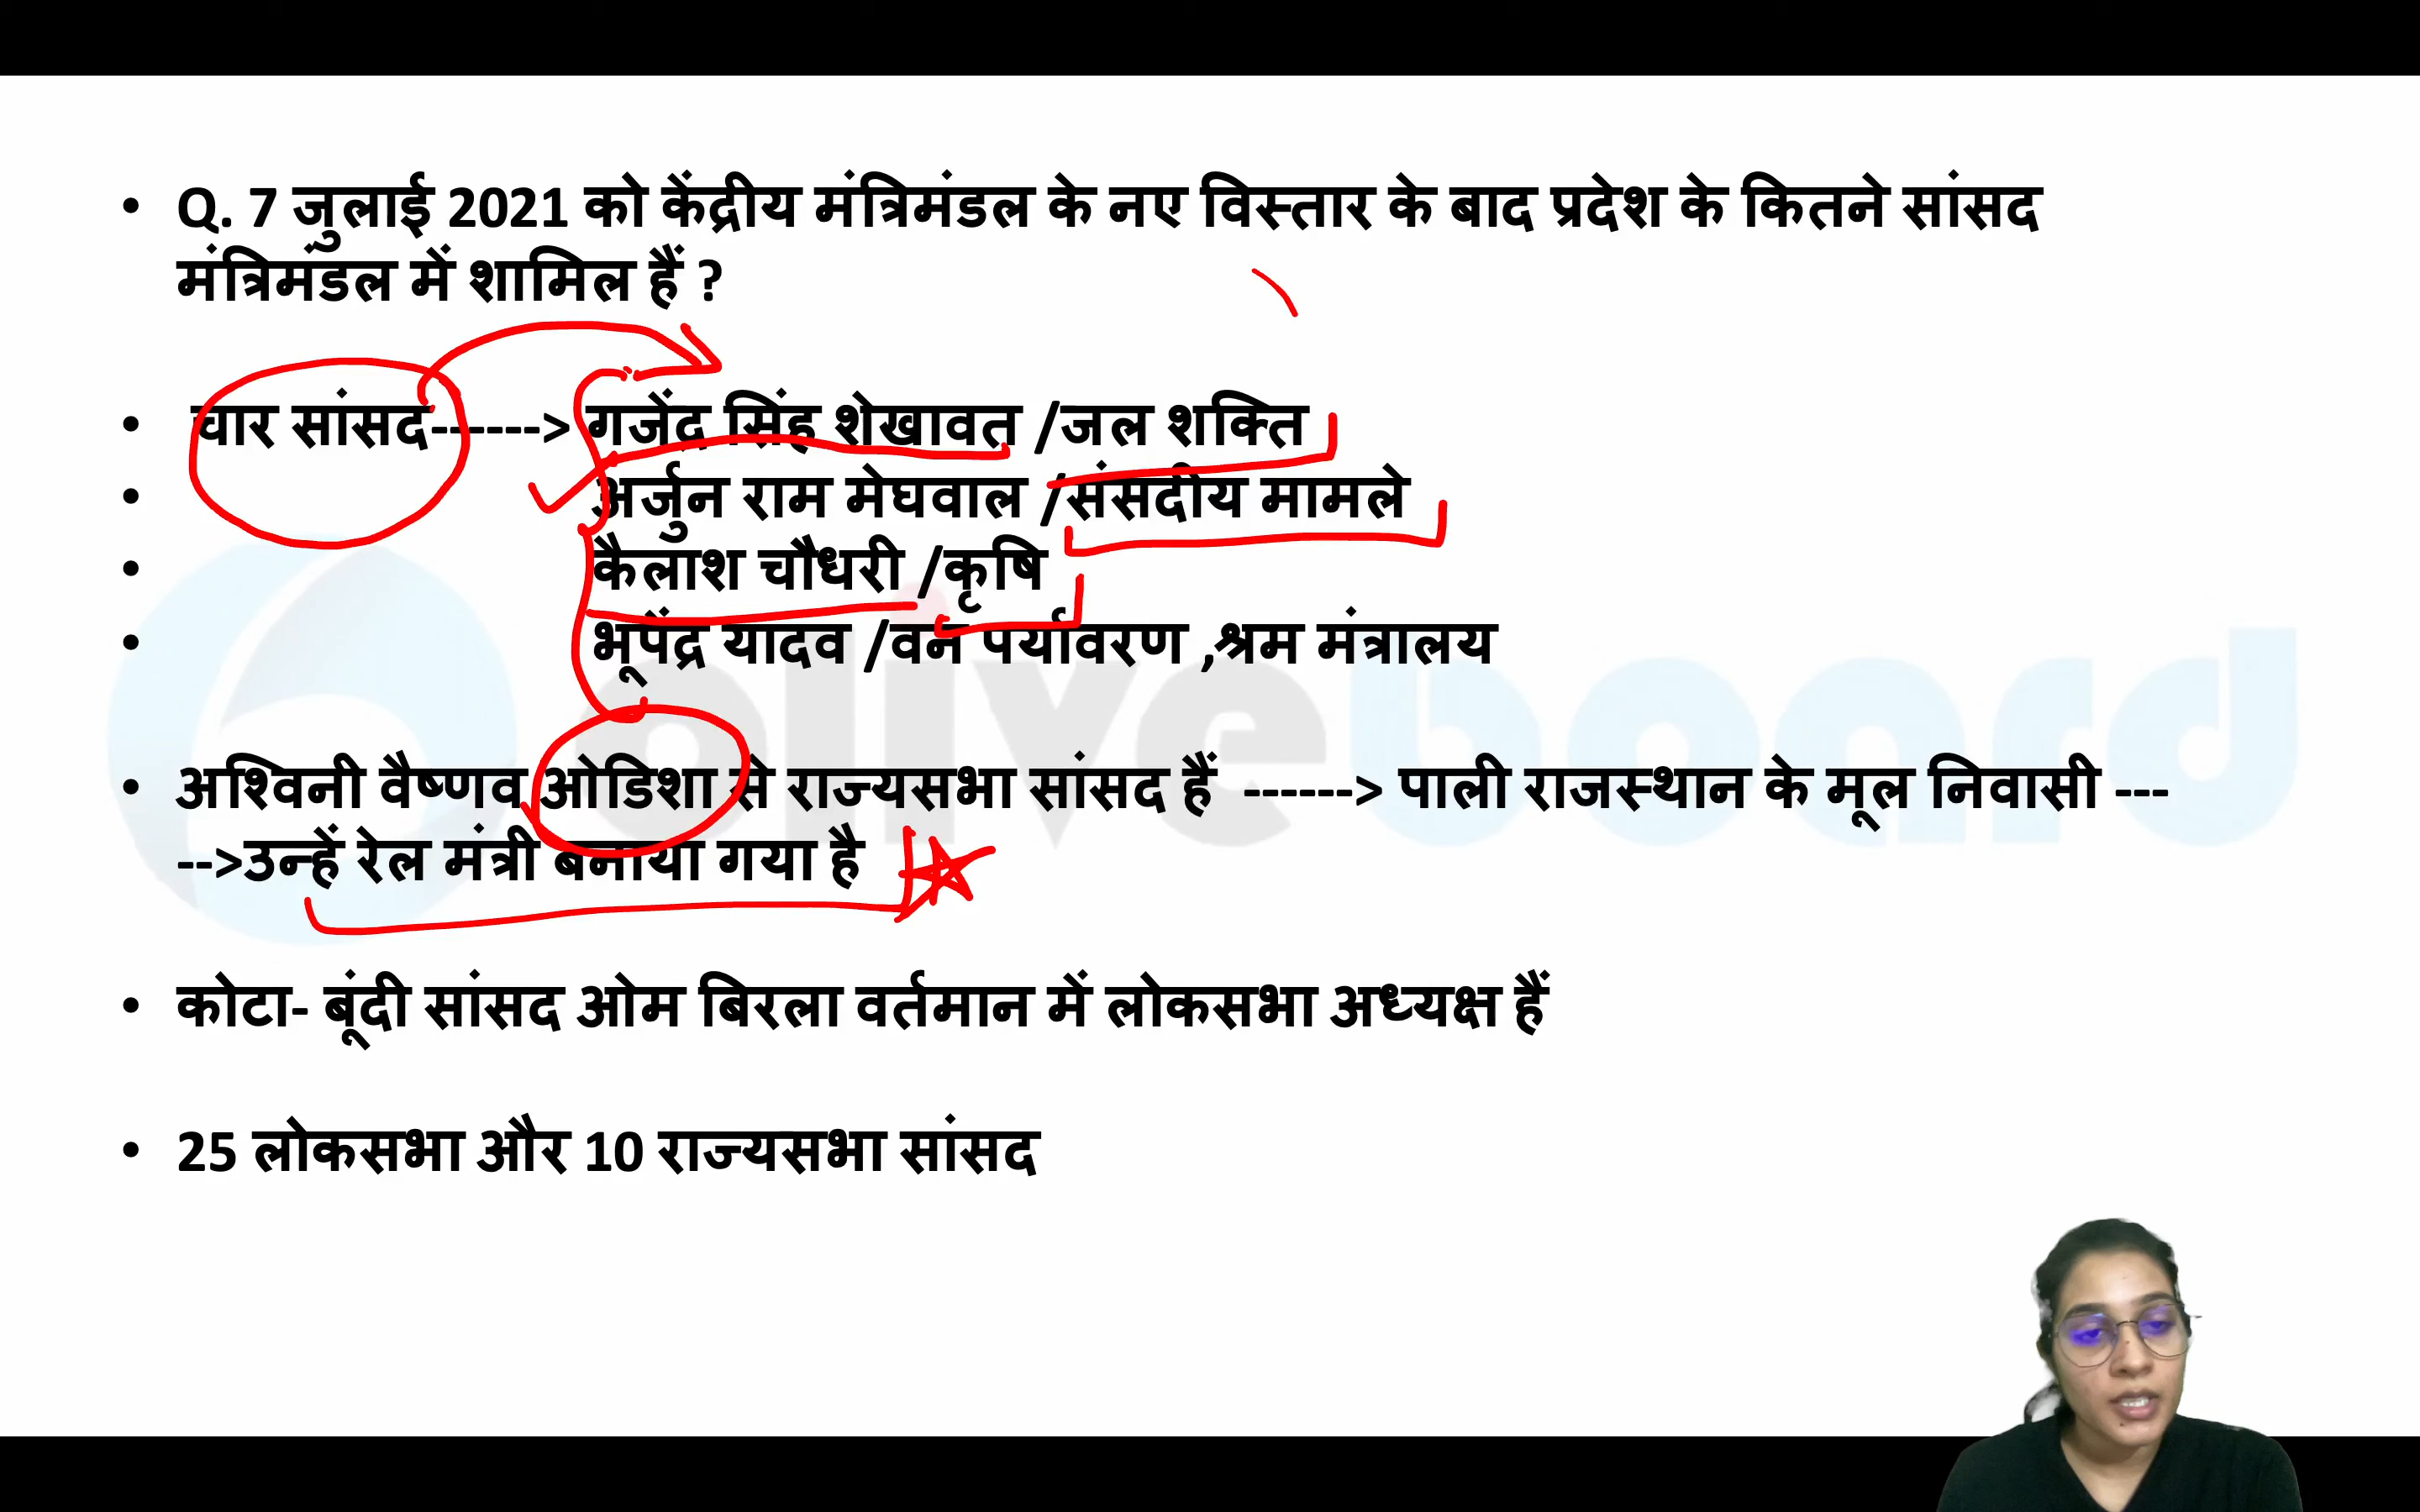 • Q. 7 जुलाई 2021 को केंद्रीय मंत्रिमंडल के नए विस्तार के बाद प्रदेश के कितने सांसद
मंत्रिमंडल में शामिल हैं ?
• चार सांसद------> गजेंद्र सिंह शेखावत /जल शक्ति
• अर्जुन राम मेघवाल /संसदीय मामले
• कैलाश चौधरी /कृषि
• भूपेंद्र यादव /वन पर्यावरण ,श्रम मंत्रालय
• अश्विनी वैष्णव ओडिशा से राज्यसभा सांसद हैं ------> पाली राजस्थान के मूल निवासी ---
-->उन्हें रेल मंत्री बनाया गया है
• कोटा- बूंदी सांसद ओम बिरला वर्तमान में लोकसभा अध्यक्ष हैं
• 25 लोकसभा और 10 राज्यसभा सांसद
oliveboard